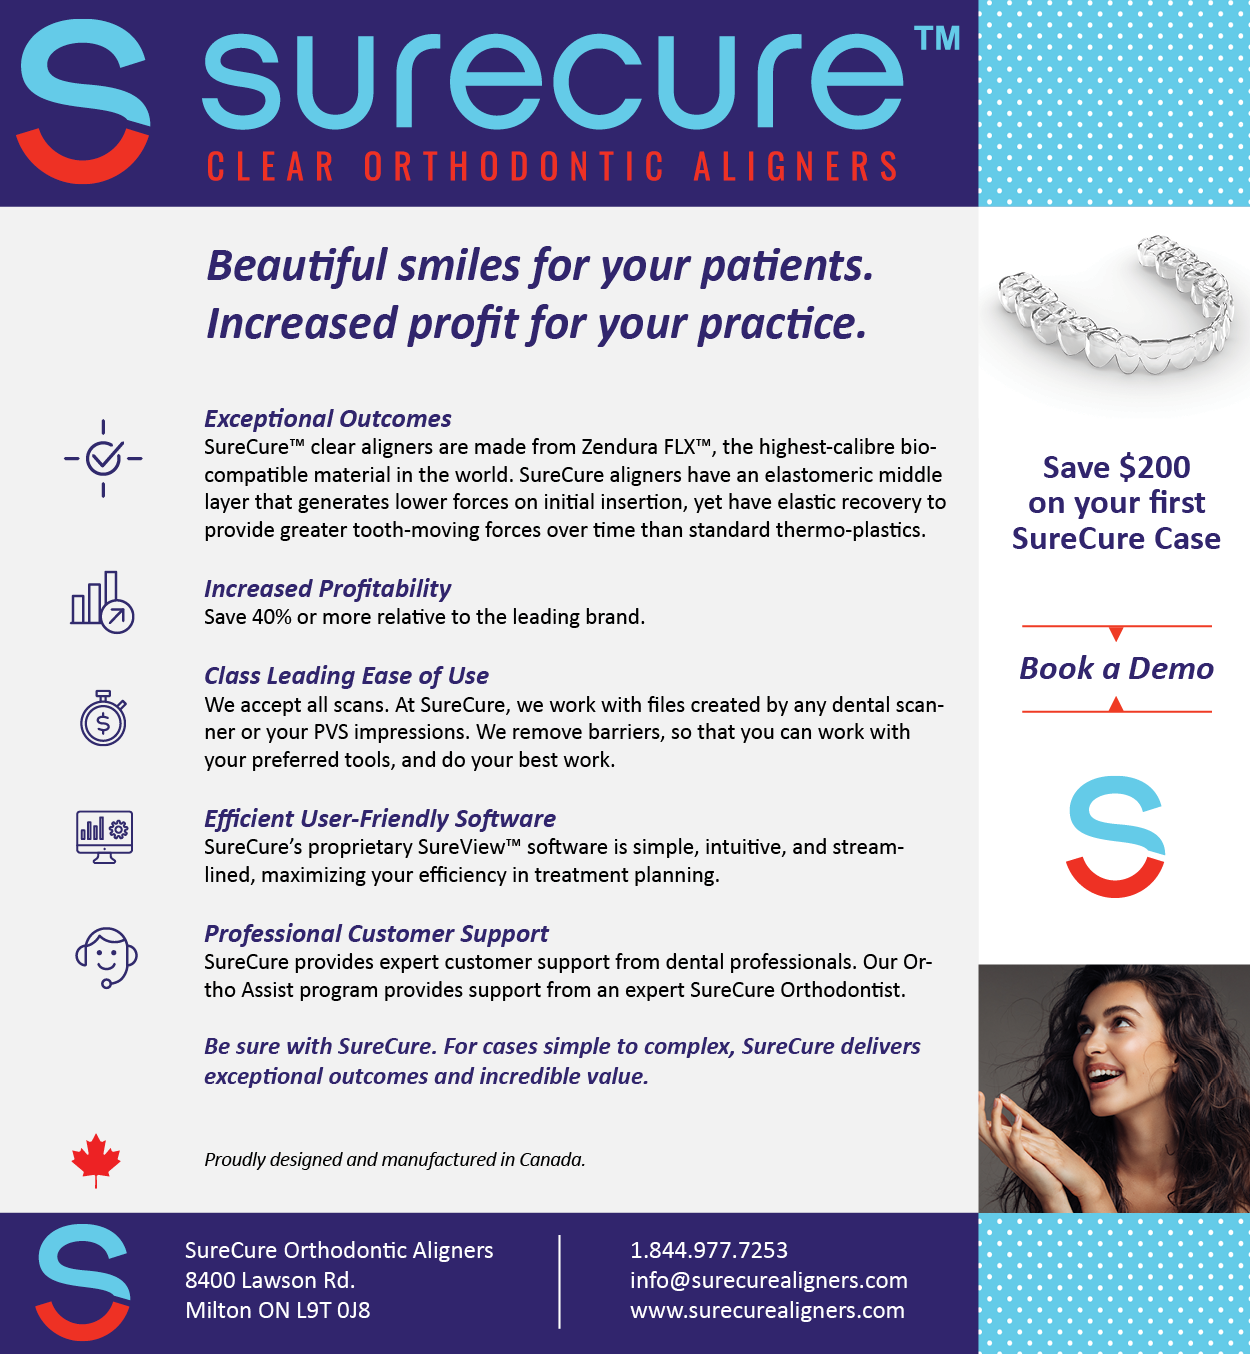 surecure™
CLEAR ORTHODONTIC ALIGNERS
Beautiful smiles for your patients.
Increased profit for your practice.
Exceptional Outcomes
SureCure™ clear aligners are made from Zendura FLX™, the highest-calibre bio-
compatible material in the world. SureCure aligners have an elastomeric middle
layer that generates lower forces on initial insertion, yet have elastic recovery to
provide greater tooth-moving forces over time than standard thermo-plastics.
Increased Profitability
Save 40% or more relative to the leading brand.
Class Leading Ease of Use
We accept all scans. At SureCure, we work with files created by any dental scan-
ner or your PVS impressions. We remove barriers, so that you can work with
your preferred tools, and do your best work.
Efficient User-Friendly Software
SureCure’s proprietary SureView™ software is simple, intuitive, and stream-
lined, maximizing your efficiency in treatment planning.
Professional Customer Support
SureCure provides expert customer support from dental professionals. Our Or-
tho Assist program provides support from an expert SureCure Orthodontist.
Be sure with SureCure. For cases simple to complex, SureCure delivers
exceptional outcomes and incredible value.
Proudly designed and manufactured in Canada.
Save $200
on your first
SureCure Case
Book a Demo
SureCure Orthodontic Aligners
8400 Lawson Rd.
Milton ON L9T 0J8
1.844.977.7253
info@surecurealigners.com
www.surecurealigners.com